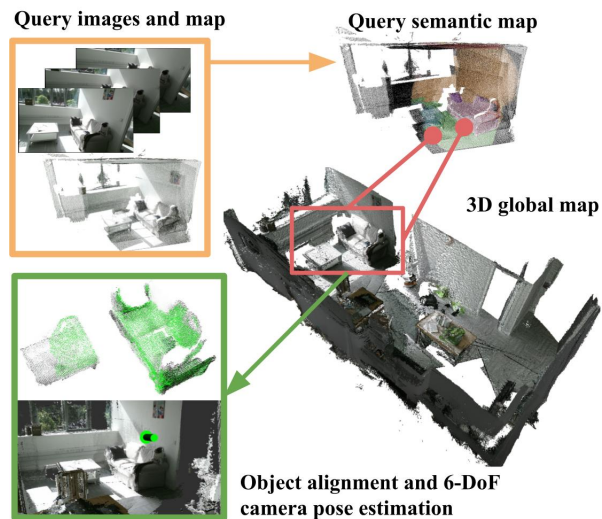 Query images and map
Query semantic map
3D global map
Object alignment and 6-DoF
camera pose estimation